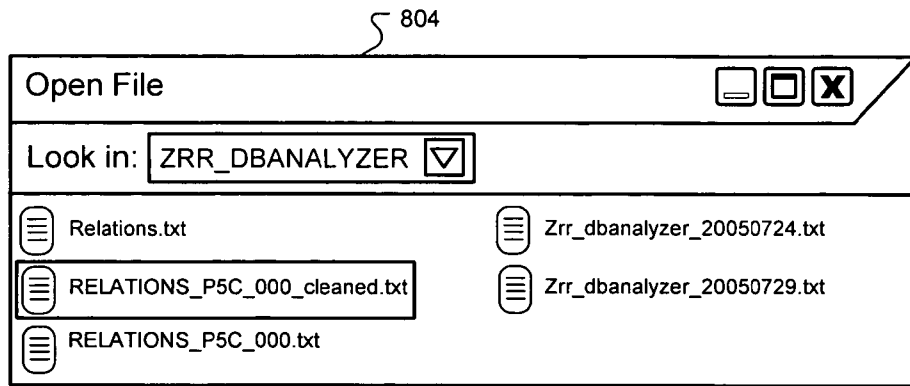 804
Open File
Look in: ZRR_DBANALYZER
Relations.txt
RELATIONS_P5C_000_cleaned.txt
RELATIONS_P5C_000.txt
Zrr_dbanalyzer_20050724.txt
Zrr_dbanalyzer_20050729.txt